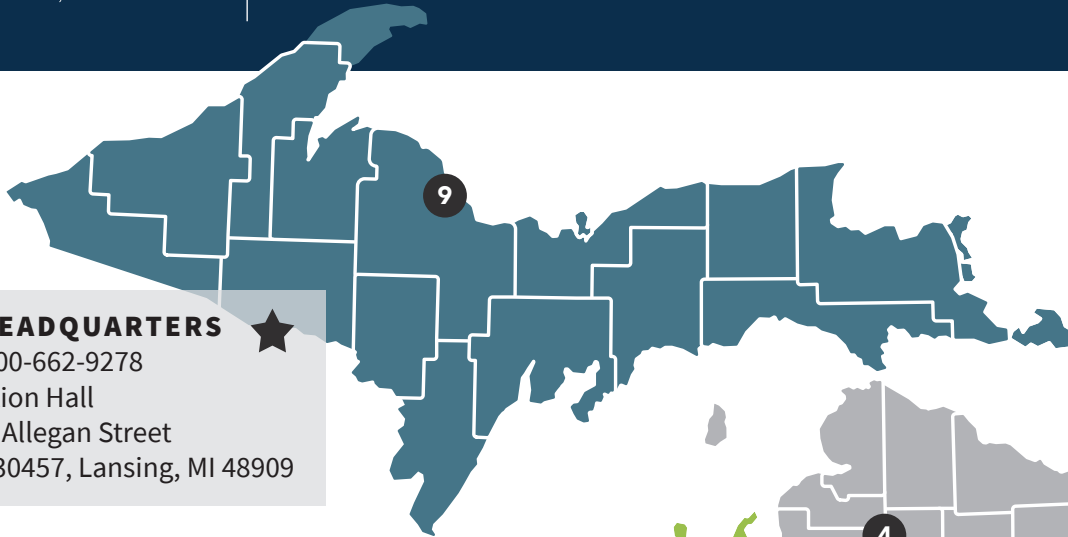 9
EADQUARTERS
00-662-9278
ion Hall
Allegan Street
30457, Lansing, MI 48909
4